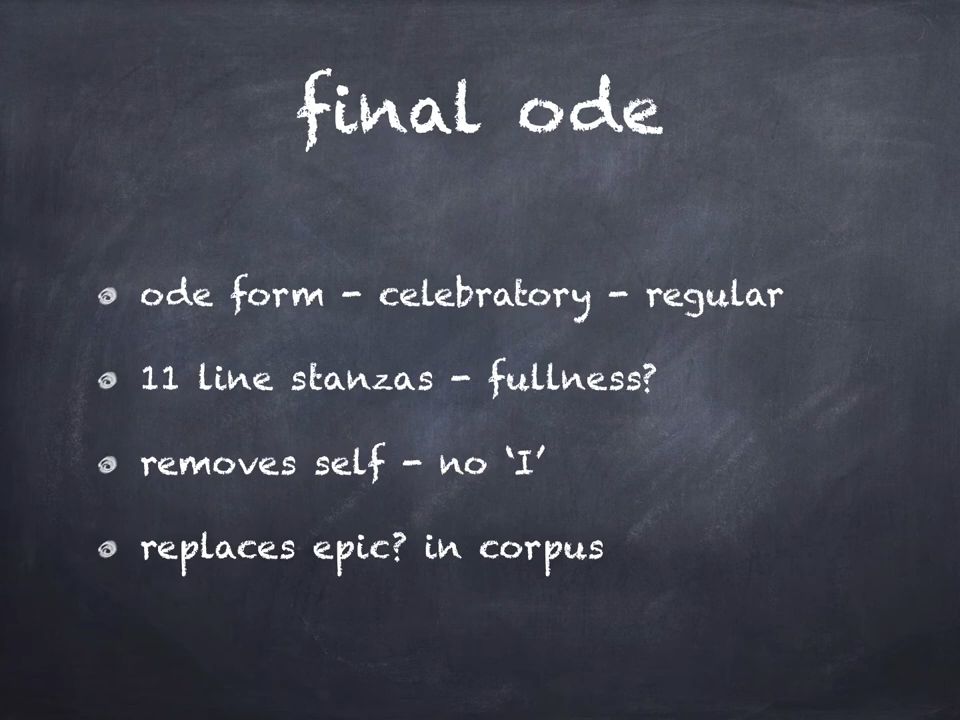 final ode
ode form - celebratory - regular
11 line stanzas - fullness?
removes self - no ‘I’
replaces epic? in corpus